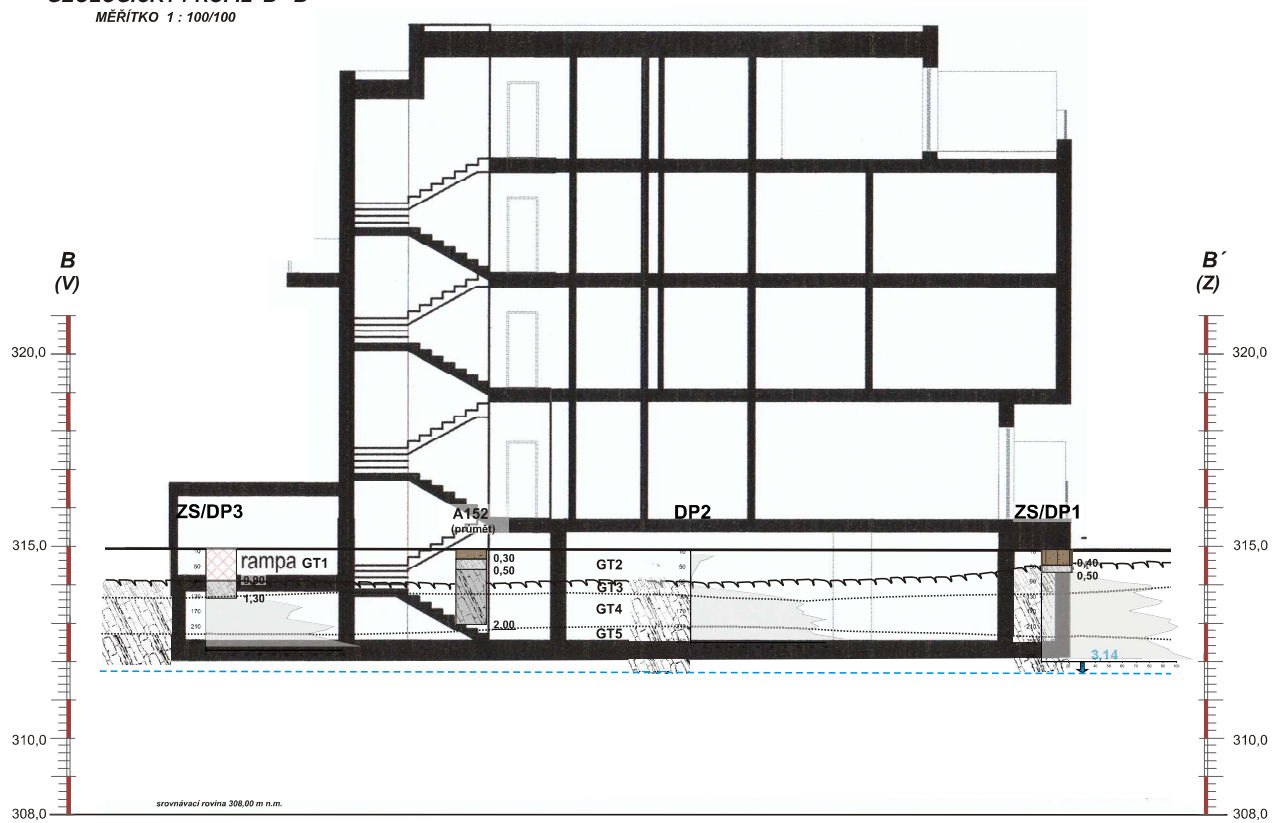 MĚŘÍTKO 1 : 100/100
B
(V)
B´
(Z)
320,0
320,0
ZS/DP3
A152
(průmět)
DP2
ZS/DP1
315,0
315,0
rampa GT1
0,30
0,50
GT2
0,40
0,50
0,80
GT3
1,30
GT4
2,00
GT5
3,14
310,0
310,0
srovnávací rovina 308,00 m n.m.
308,0
308,0